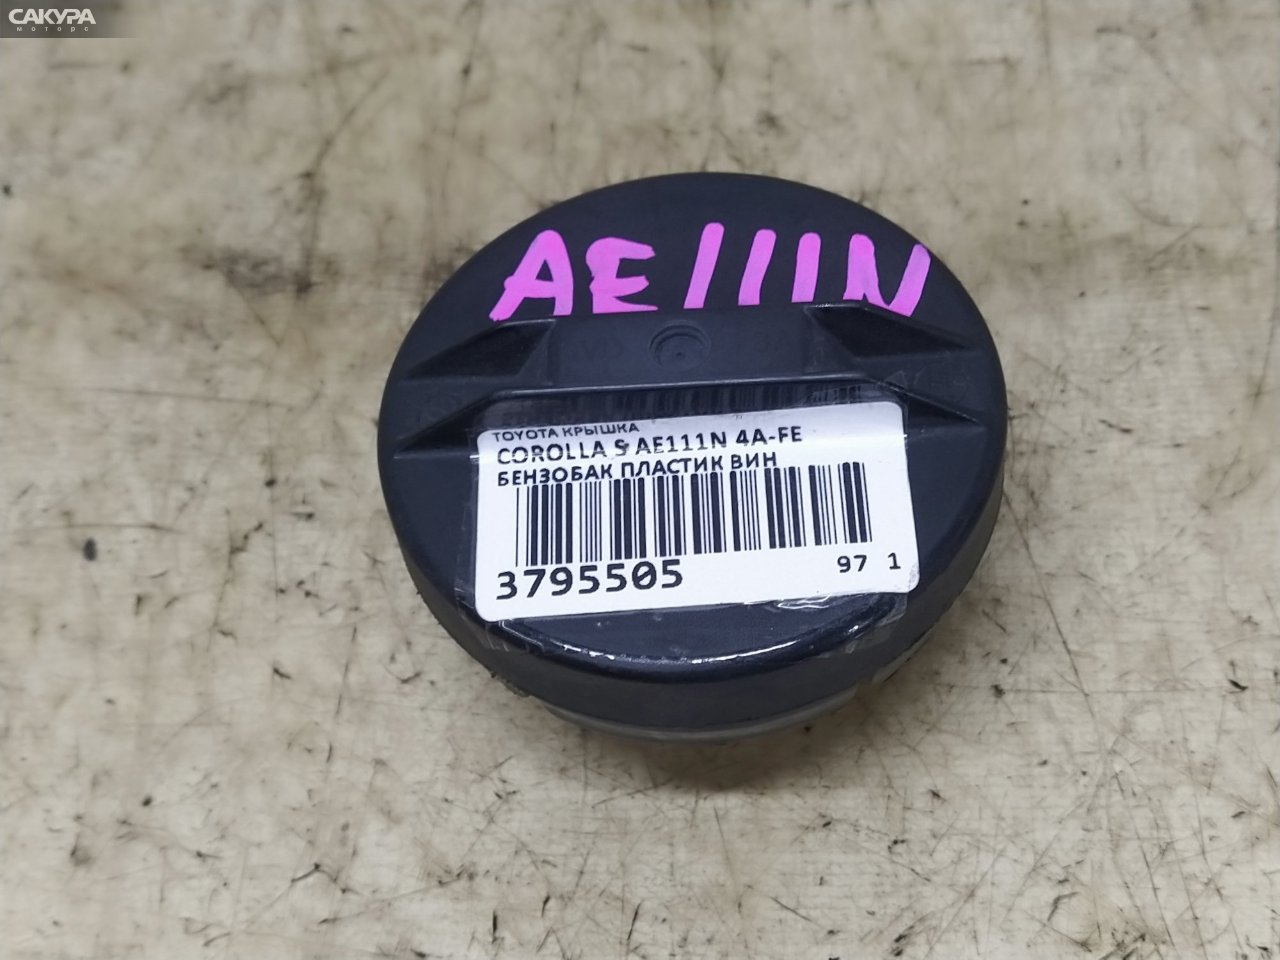 САКУРА
моторс
AE111N
TOYOTA КРЫШКА
COROLLA S AE111N 4A-FE
БЕНЗОБАК ПЛАСТИК ВИН
3795505
97 1